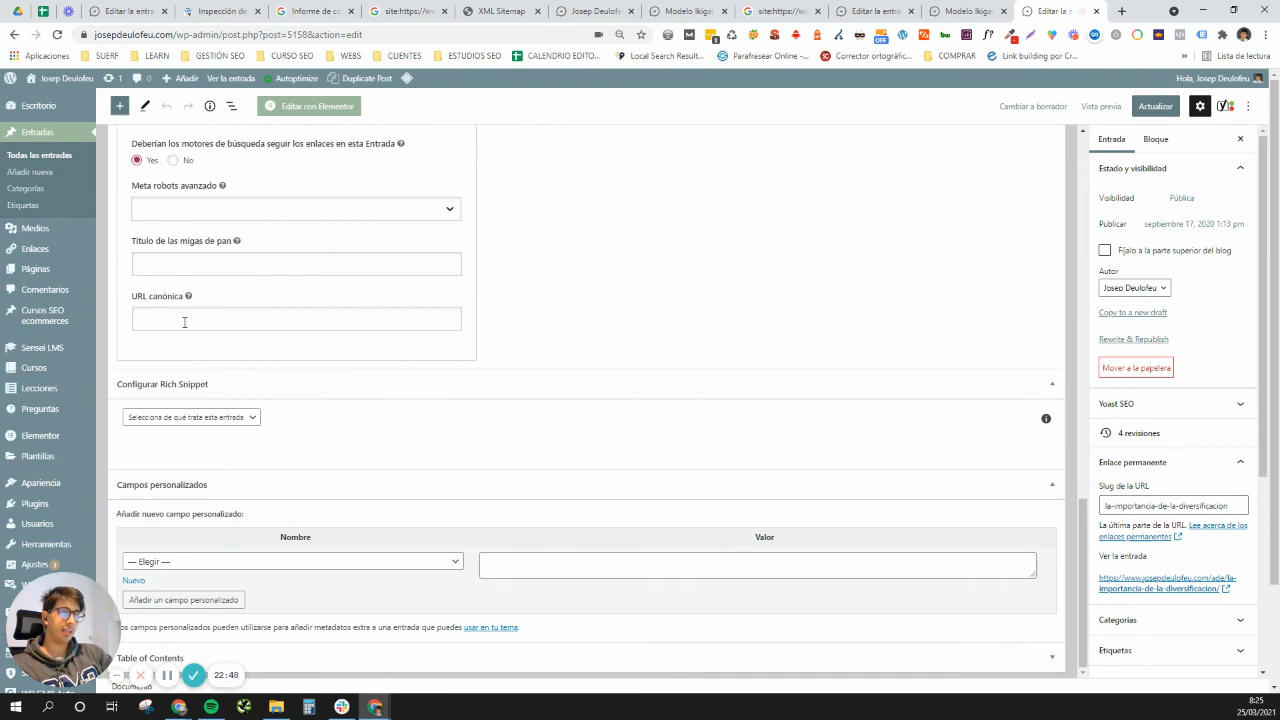 Editar la entra
Inspección de
Informe de co
site:https://w
XML Sitemap
Josep Deulofe
Modelo Ikigai
site:https://w
Editar la entr
Modelo Ikiga
Editar la e
josepdeulofeu.com/wp-admin/post.php?post=5158&action=edit
Aplicaciones
SUERTE
LEARN
GESTIÓN SEO
CURSO SEO
WEBS
CLIENTES
ESTUDIOS SEO
CALENDRIO EDITO...
Local Search Result...
Parafrasear Online -...
Corrector ortográfic...
COMPRAR
Link building por Cr...
Lista de lectura
Josep Deulofeu
1
0
Añadir
Ver la entrada
Autoptimize
Duplicate Post
Hola, Josep Deulofeu
Escritorio
Entradas
Todas las entradas
Añadir nueva
Categorías
Etiquetas
Medios
Enlaces
Páginas
Comentarios
Cursos SEO
ecommerces
Sensei LMS
Cursos
Lecciones
Preguntas
Elementor
Plantillas
Apariencia
Plugins
Usuarios
Herramientas
Ajustes 3
Editar con Elementor
Cambiar a borrador
Vista previa
Actualizar
Deberían los motores de búsqueda seguir los enlaces en esta Entrada
Yes
No
Meta robots avanzado
Título de las migas de pan
URL canónica
Configurar Rich Snippet
Selecciona de qué trata esta entrada
Campos personalizados
Añadir nuevo campo personalizado:
Nombre
Valor
— Elegir —
Nuevo
Añadir un campo personalizado
os campos personalizados pueden utilizarse para añadir metadatos extra a una entrada que puedes usar en tu tema.
Table of Contents
Documento
22:48
Entrada
Bloque
Estado y visibilidad
Visibilidad
Pública
Publicar
septiembre 17, 2020 1:13 pm
Fíjalo a la parte superior del blog
Autor
Josep Deulofeu
Copy to a new draft
Rewrite & Republish
Mover a la papelera
Yoast SEO
4 revisiones
Enlace permanente
Slug de la URL
la-importancia-de-la-diversificacion
La última parte de la URL. Lee acerca de los
enlaces permanentes
Ver la entrada
https://www.josepdeulofeu.com/ade/la-
importancia-de-la-diversificacion/
Categorías
Etiquetas
8:25
25/03/2021